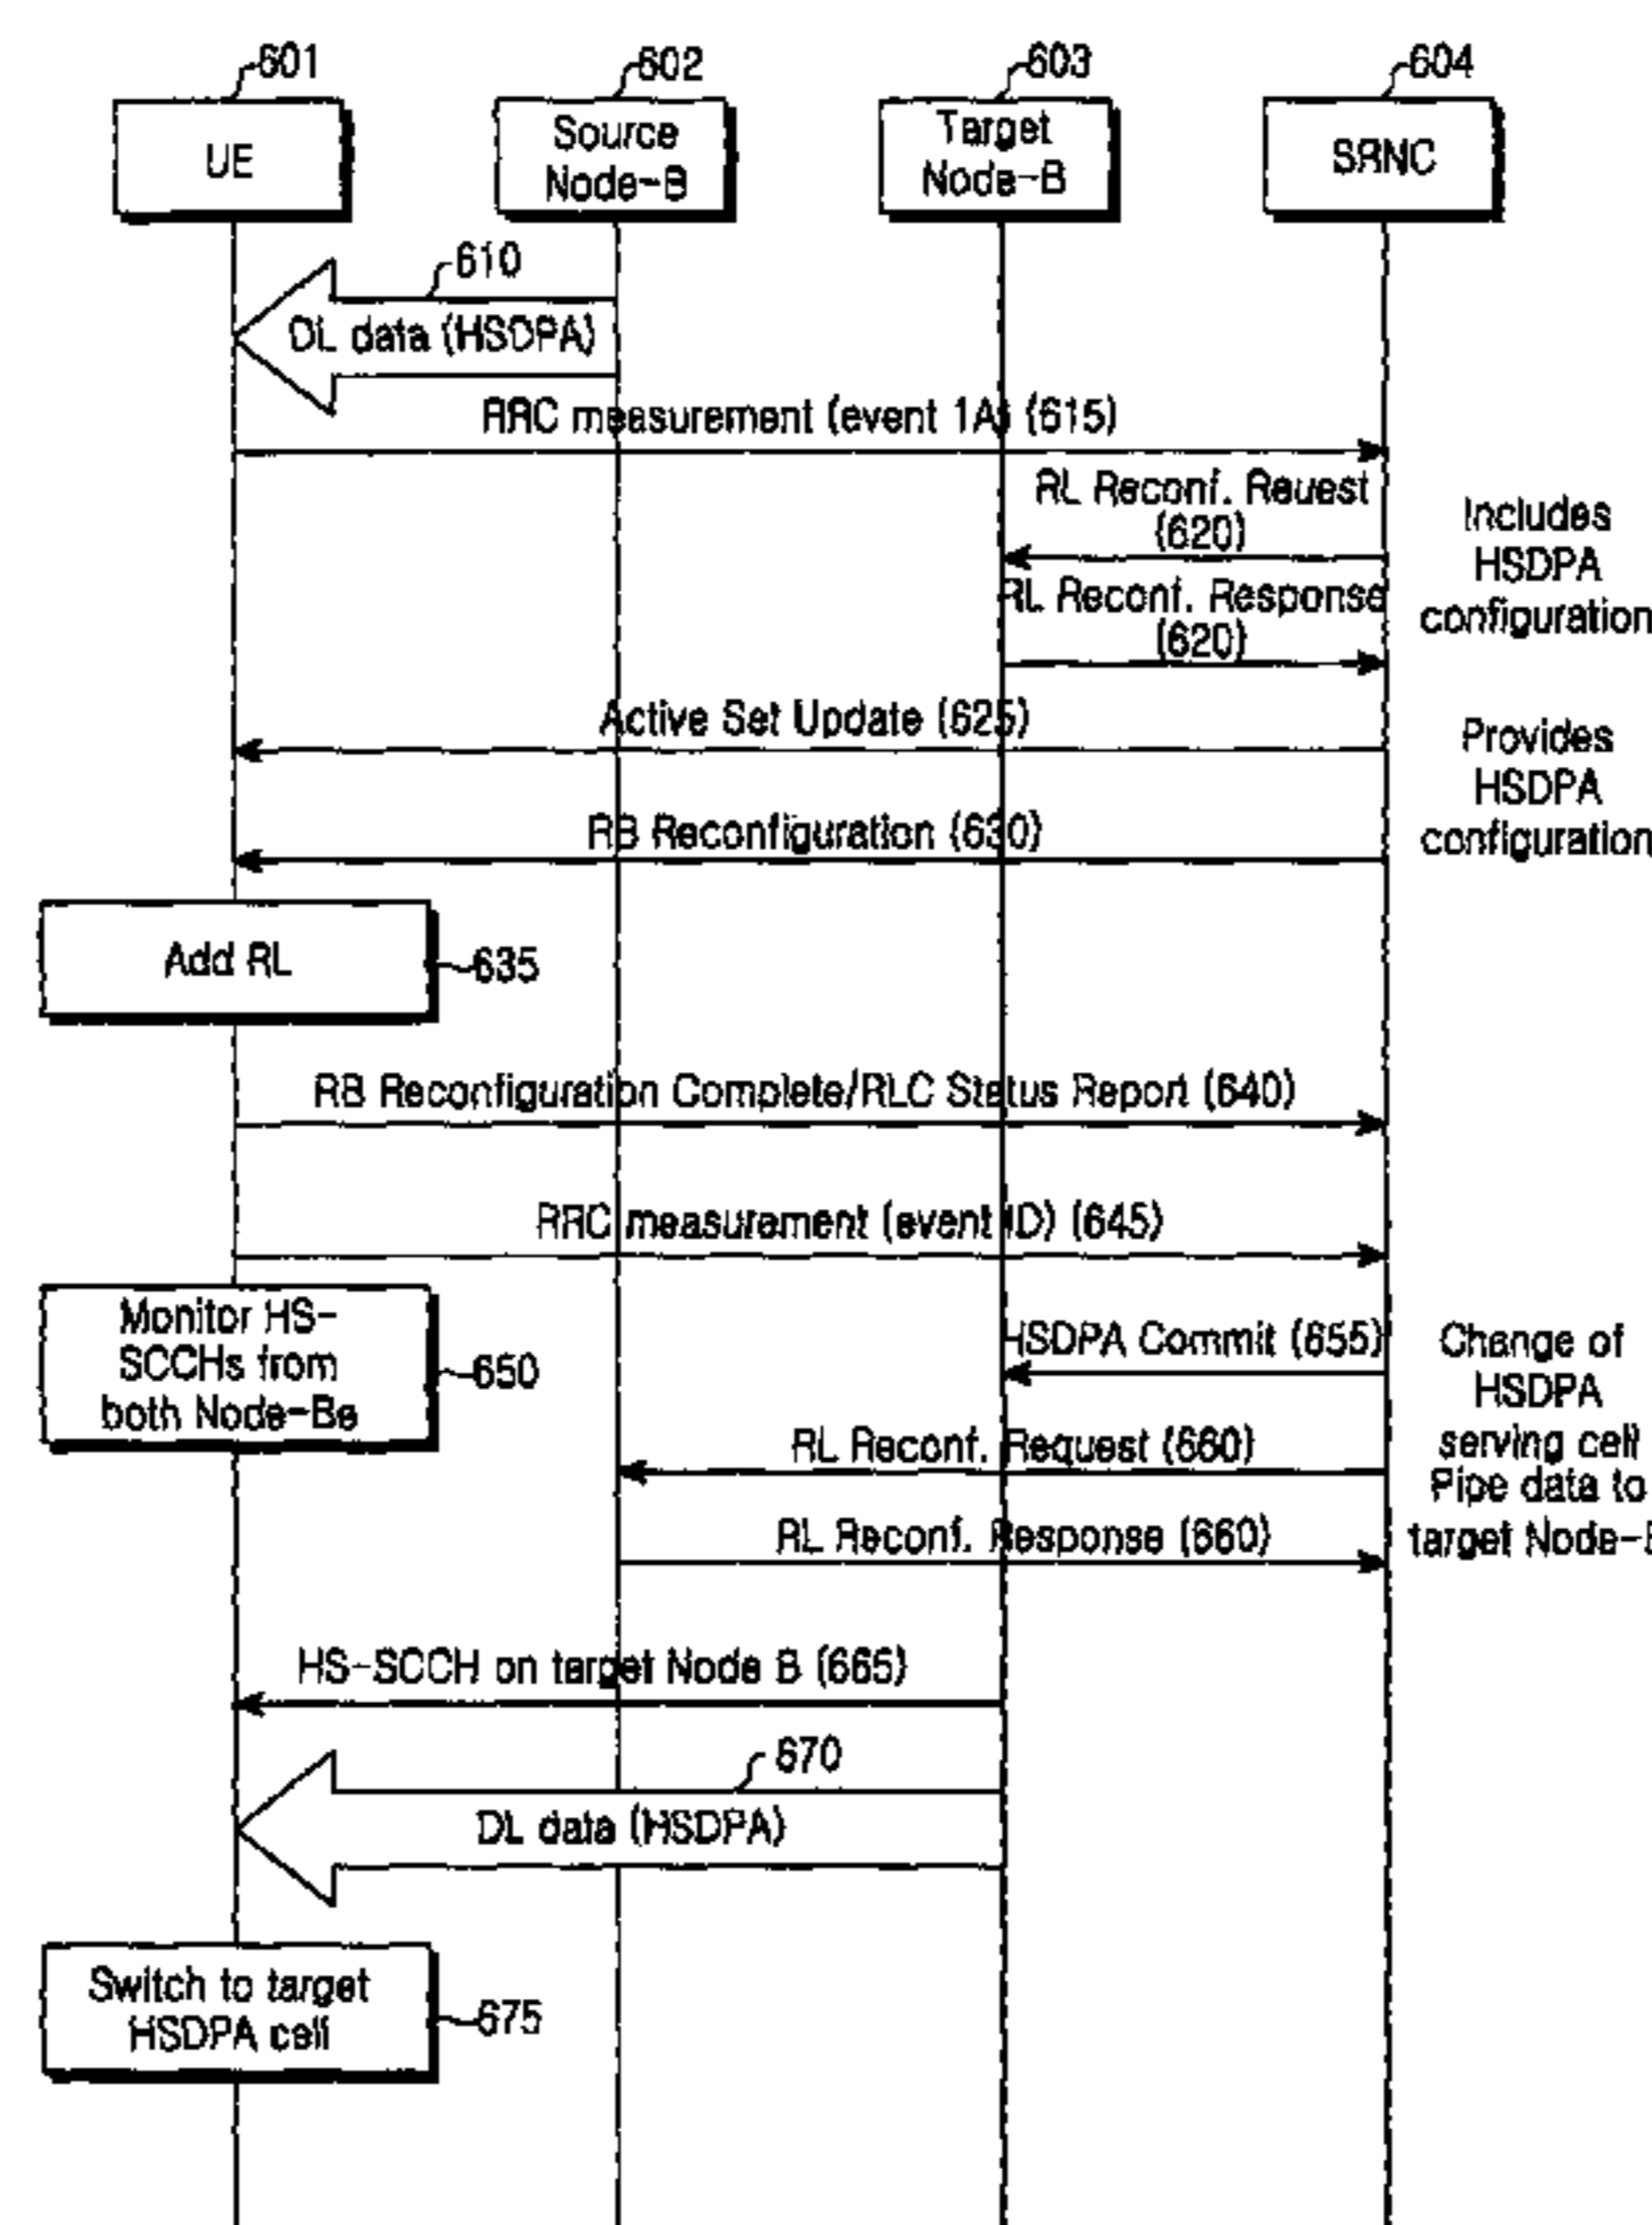 601
602
603
604
UE
Source
Node-B
Target
Node-B
SRNC
610
DL data (HSDPA)
RRC measurement (event 1A) (615)
RL Reconf. Reuest
(620)
Includes
HSDPA
configuration
RL Reconf. Response
(620)
Active Set Update (625)
Provides
HSDPA
configuration
RB Reconfiguration (630)
Add RL
635
RB Reconfiguration Complete/RLC Status Report (640)
RRC measurement (event ID) (645)
Monitor HS-
SCCHs from
both Node-Bs
650
HSDPA Commit (655)
Change of
HSDPA
serving cell
Pipe data to
target Node-B
RL Reconf. Request (660)
RL Reconf. Response (660)
HS-SCCH on target Node B (665)
670
DL data (HSDPA)
Switch to target
HSDPA cell
675